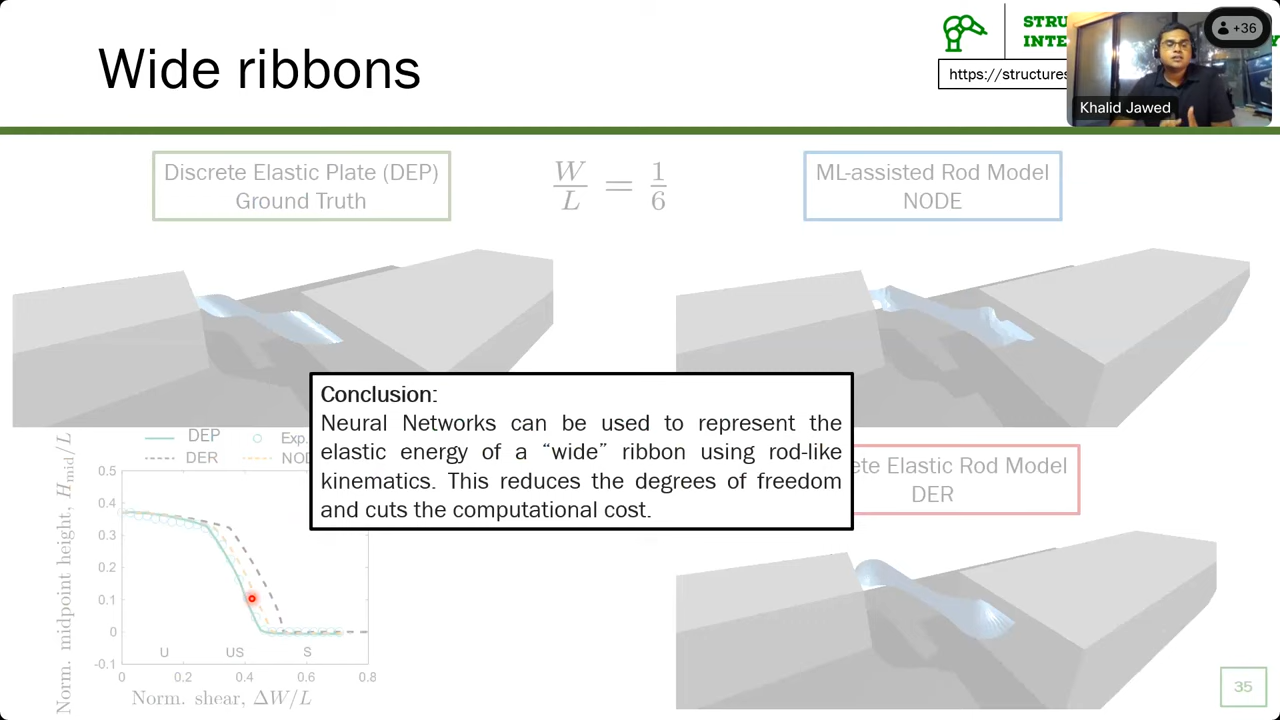 Wide ribbons
STRU
INTE
https://structures
+36
Khalid Jawed
Discrete Elastic Plate (DEP)
Ground Truth
W/L = 1/6
ML-assisted Rod Model
NODE
Conclusion:
Neural Networks can be used to represent the
elastic energy of a “wide” ribbon using rod-like
kinematics. This reduces the degrees of freedom
and cuts the computational cost.
DEP
Exp.
DER
NOD
Norm. midpoint height, H_mid/L
0.5
0.4
0.3
0.2
0.1
0
-0.1
U
US
S
0
0.2
0.4
0.6
0.8
Norm. shear, ΔW/L
ete Elastic Rod Model
DER
35